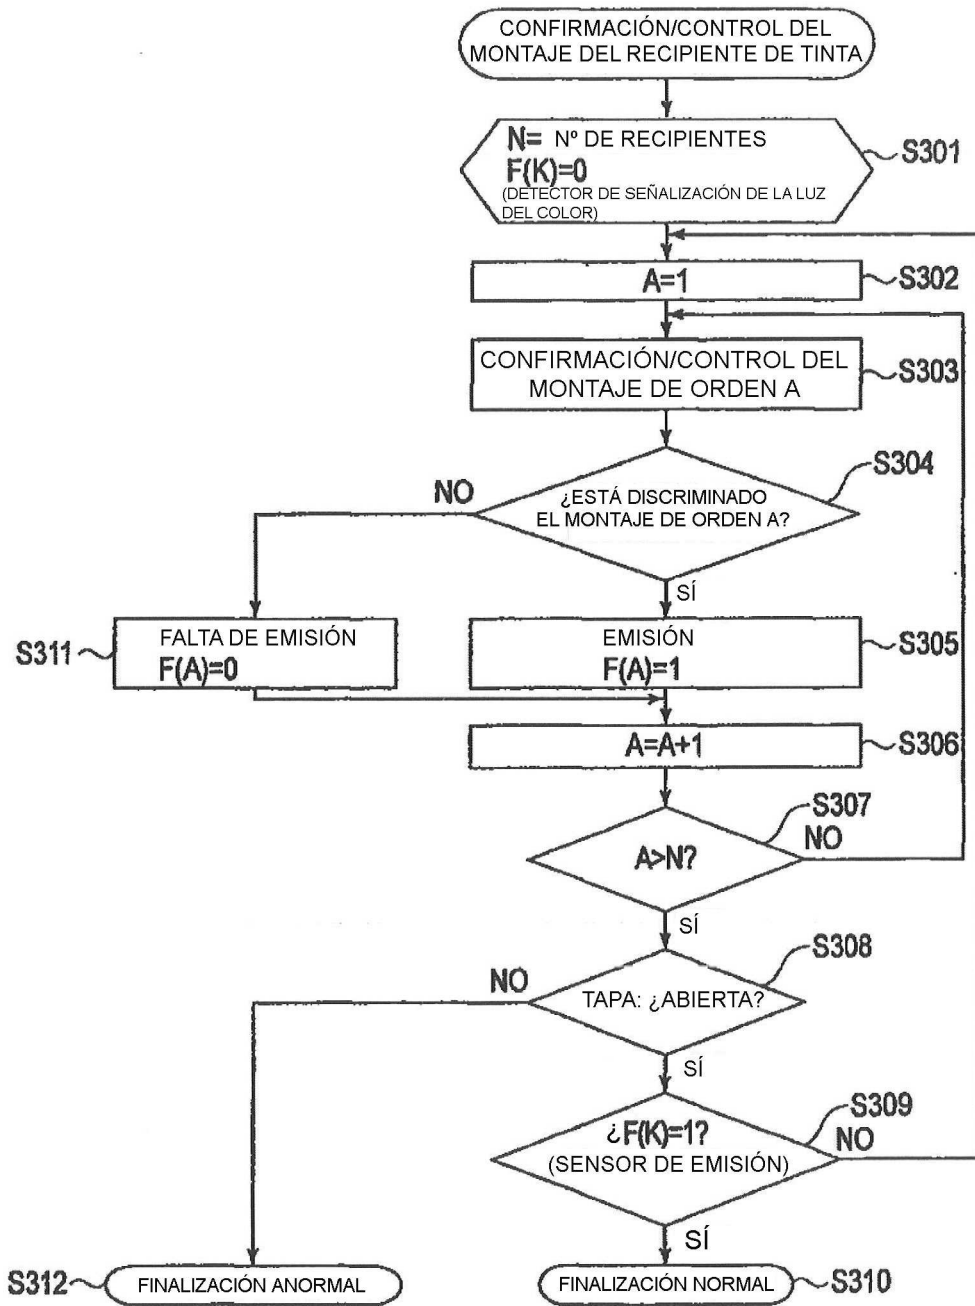 CONFIRMACIÓN/CONTROL DEL
MONTAJE DEL RECIPIENTE DE TINTA
N= Nº DE RECIPIENTES
F(K)=0
(DETECTOR DE SEÑALIZACIÓN DE LA LUZ
DEL COLOR)
S301
A=1
S302
CONFIRMACIÓN/CONTROL DEL
MONTAJE DE ORDEN A
S303
S304
NO
¿ESTÁ DISCRIMINADO
EL MONTAJE DE ORDEN A?
SÍ
S311
FALTA DE EMISIÓN
F(A)=0
EMISIÓN
F(A)=1
S305
A=A+1
S306
S307
NO
A>N?
SÍ
S308
NO
TAPA: ¿ABIERTA?
SÍ
S309
NO
¿F(K)=1?
(SENSOR DE EMISIÓN)
SÍ
S312
FINALIZACIÓN ANORMAL
FINALIZACIÓN NORMAL
S310